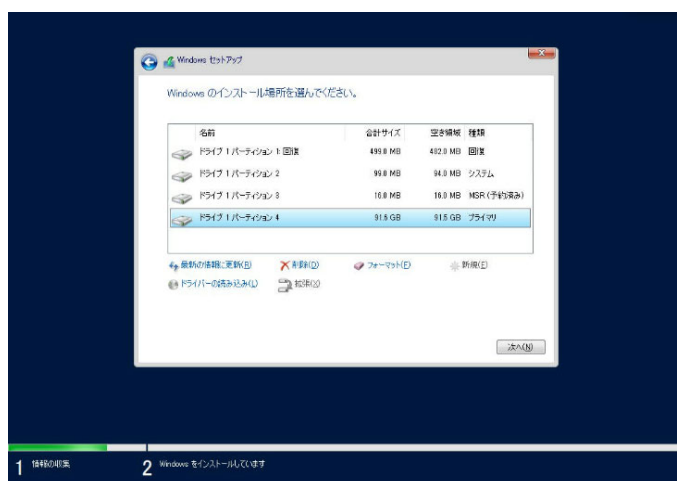 Windows セットアップ
Windows のインストール場所を選んでください。
名前 合計サイズ 空き領域 種類
ドライブ 1 パーティション 1: 回復 499.0 MB 482.0 MB 回復
ドライブ 1 パーティション 2 99.0 MB 94.0 MB システム
ドライブ 1 パーティション 3 16.0 MB 16.0 MB MSR (予約済み)
ドライブ 1 パーティション 4 91.5 GB 91.5 GB プライマリ
最新の情報に更新(R) 削除(D) フォーマット(F) 新規(E)
ドライバーの読み込み(L) 拡張(X)
次へ(N)
1 情報の収集 2 Windows をインストールしています